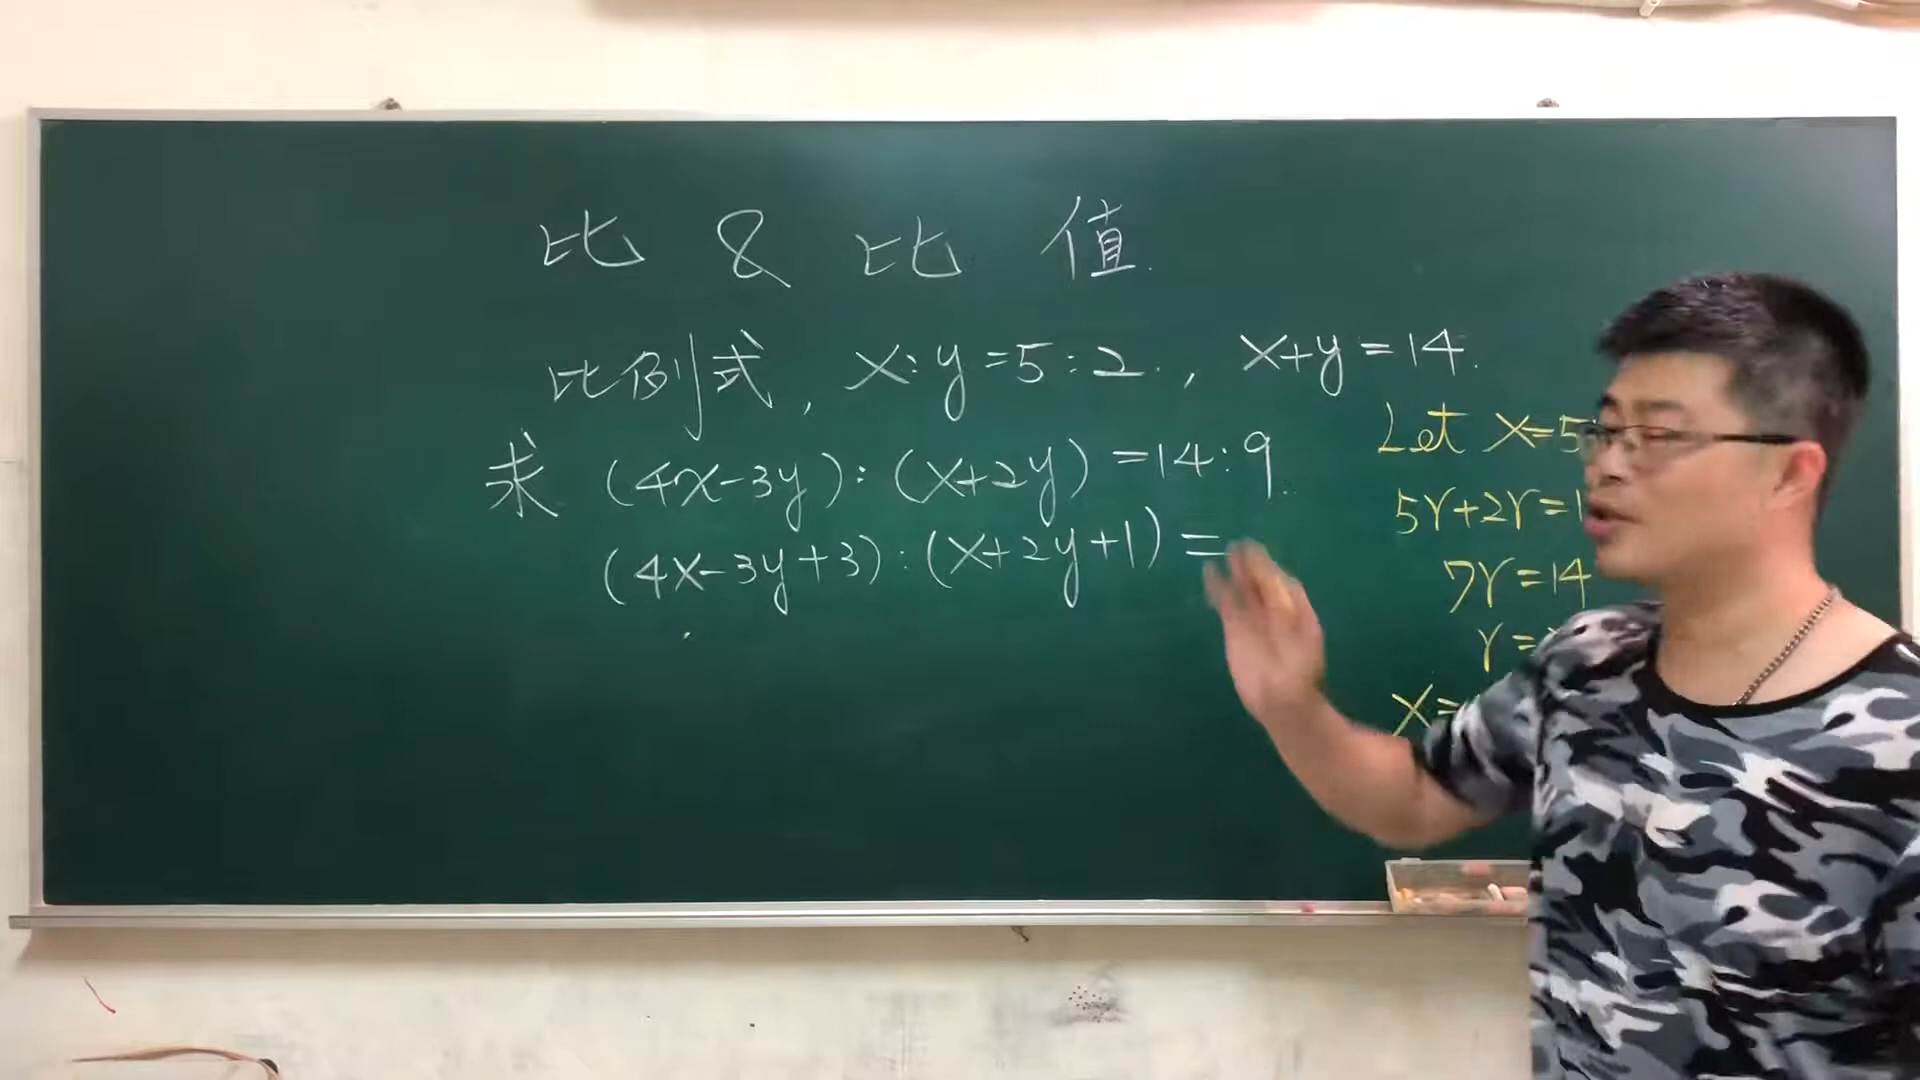 比 & 比 值
比例式, x:y=5:2, x+y=14.
求 (4x-3y):(x+2y)=14:9.
(4x-3y+3):(x+2y+1)=
Let x=5
5r+2r=1
7r=14
r=
x=